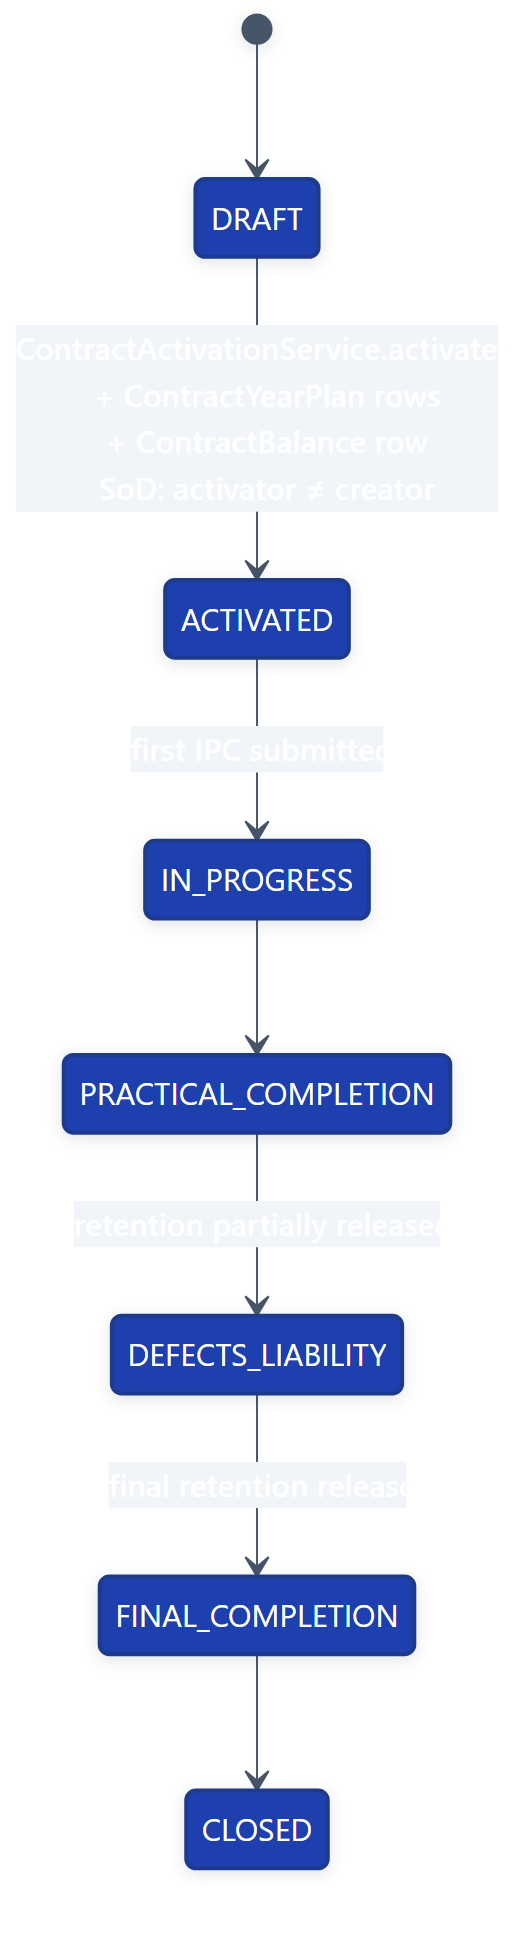 DRAFT
ContractActivationService.activate
+ ContractYearPlan rows
+ ContractBalance row
SoD: activator ≠ creator
ACTIVATED
first IPC submitted
IN_PROGRESS
PRACTICAL_COMPLETION
retention partially released
DEFECTS_LIABILITY
final retention release
FINAL_COMPLETION
CLOSED